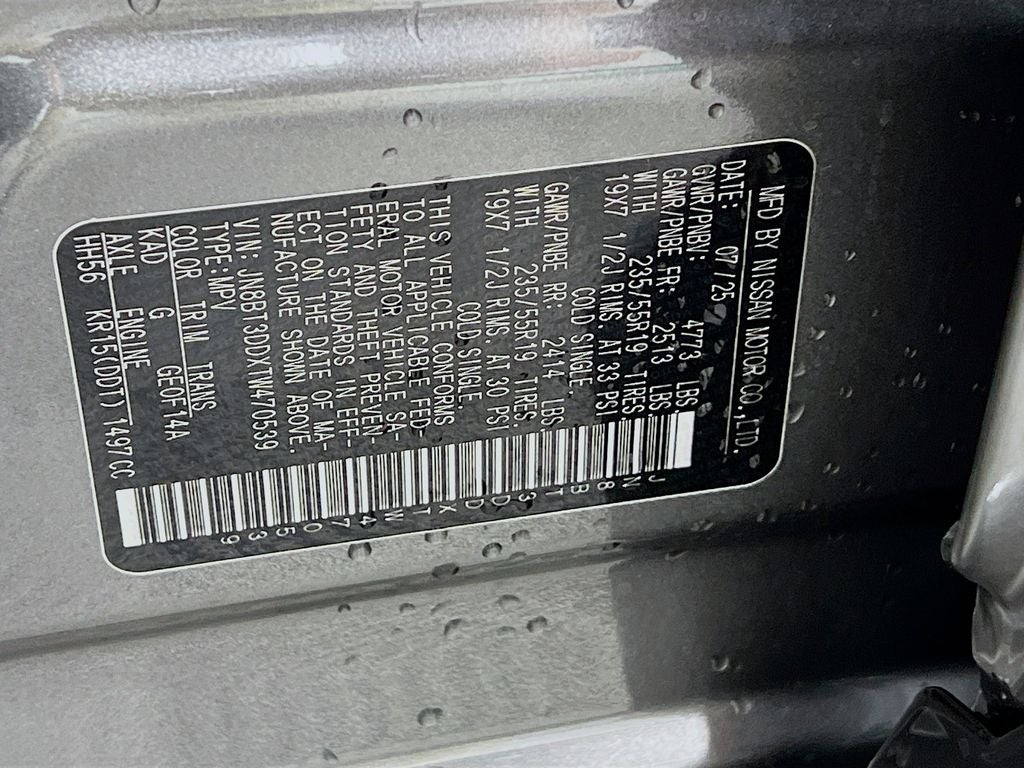 MFD BY NISSAN MOTOR CO.,LTD.
DATE: 07/25
GVWR/PNBV: 4773 LBS
GAWR/PNBE FR: 2513 LBS
WITH 235/55R19 TIRES
19X7 1/2J RIMS. AT 33 PSI
COLD SINGLE.
GAWR/PNBE RR: 2414 LBS
WITH 235/55R19 TIRES.
19X7 1/2J RIMS AT 30 PSI
COLD SINGLE.
THIS VEHICLE CONFORMS
TO ALL APPLICABLE FED-
ERAL MOTOR VEHICLE SA-
FETY AND THEFT PREVEN-
TION STANDARDS IN EFF-
ECT ON THE DATE OF MA-
NUFACTURE SHOWN ABOVE.
VIN: JN8BT3DDXTW470539
TYPE:MPV
COLOR TRIM TRANS
KAD G GE0F14A
AXLE ENGINE
HH56 KR15(DDT) 1497CC
JN8BT3DDXTW470539